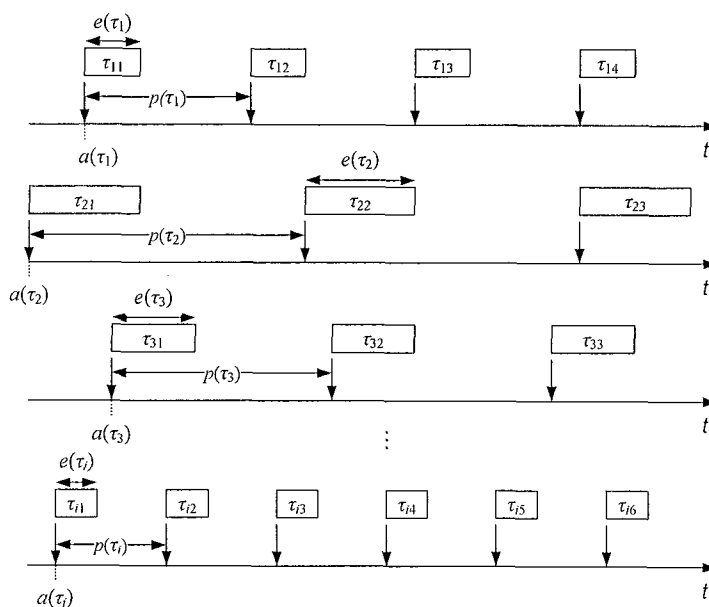 e(τ₁)
τ₁₁ τ₁₂ τ₁₃ τ₁₄
p(τ₁)
a(τ₁) t
e(τ₂)
τ₂₁ τ₂₂ τ₂₃
p(τ₂)
a(τ₂) t
e(τ₃)
τ₃₁ τ₃₂ τ₃₃
p(τ₃)
a(τ₃) t
⋮
e(τᵢ)
τᵢ₁ τᵢ₂ τᵢ₃ τᵢ₄ τᵢ₅ τᵢ₆
p(τᵢ)
a(τᵢ) t